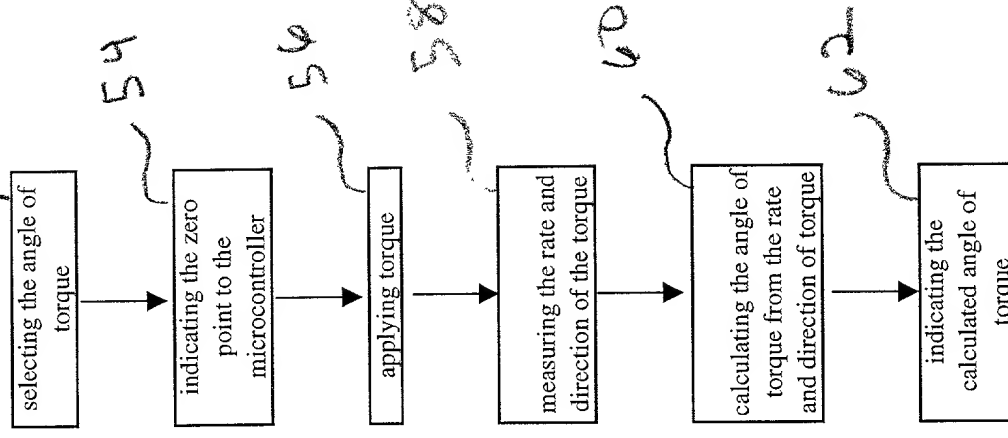 selecting the angle of
torque
54
indicating the zero
point to the
microcontroller
56
applying torque
58
measuring the rate and
direction of the torque
60
calculating the angle of
torque from the rate
and direction of torque
62
indicating the
calculated angle of
torque